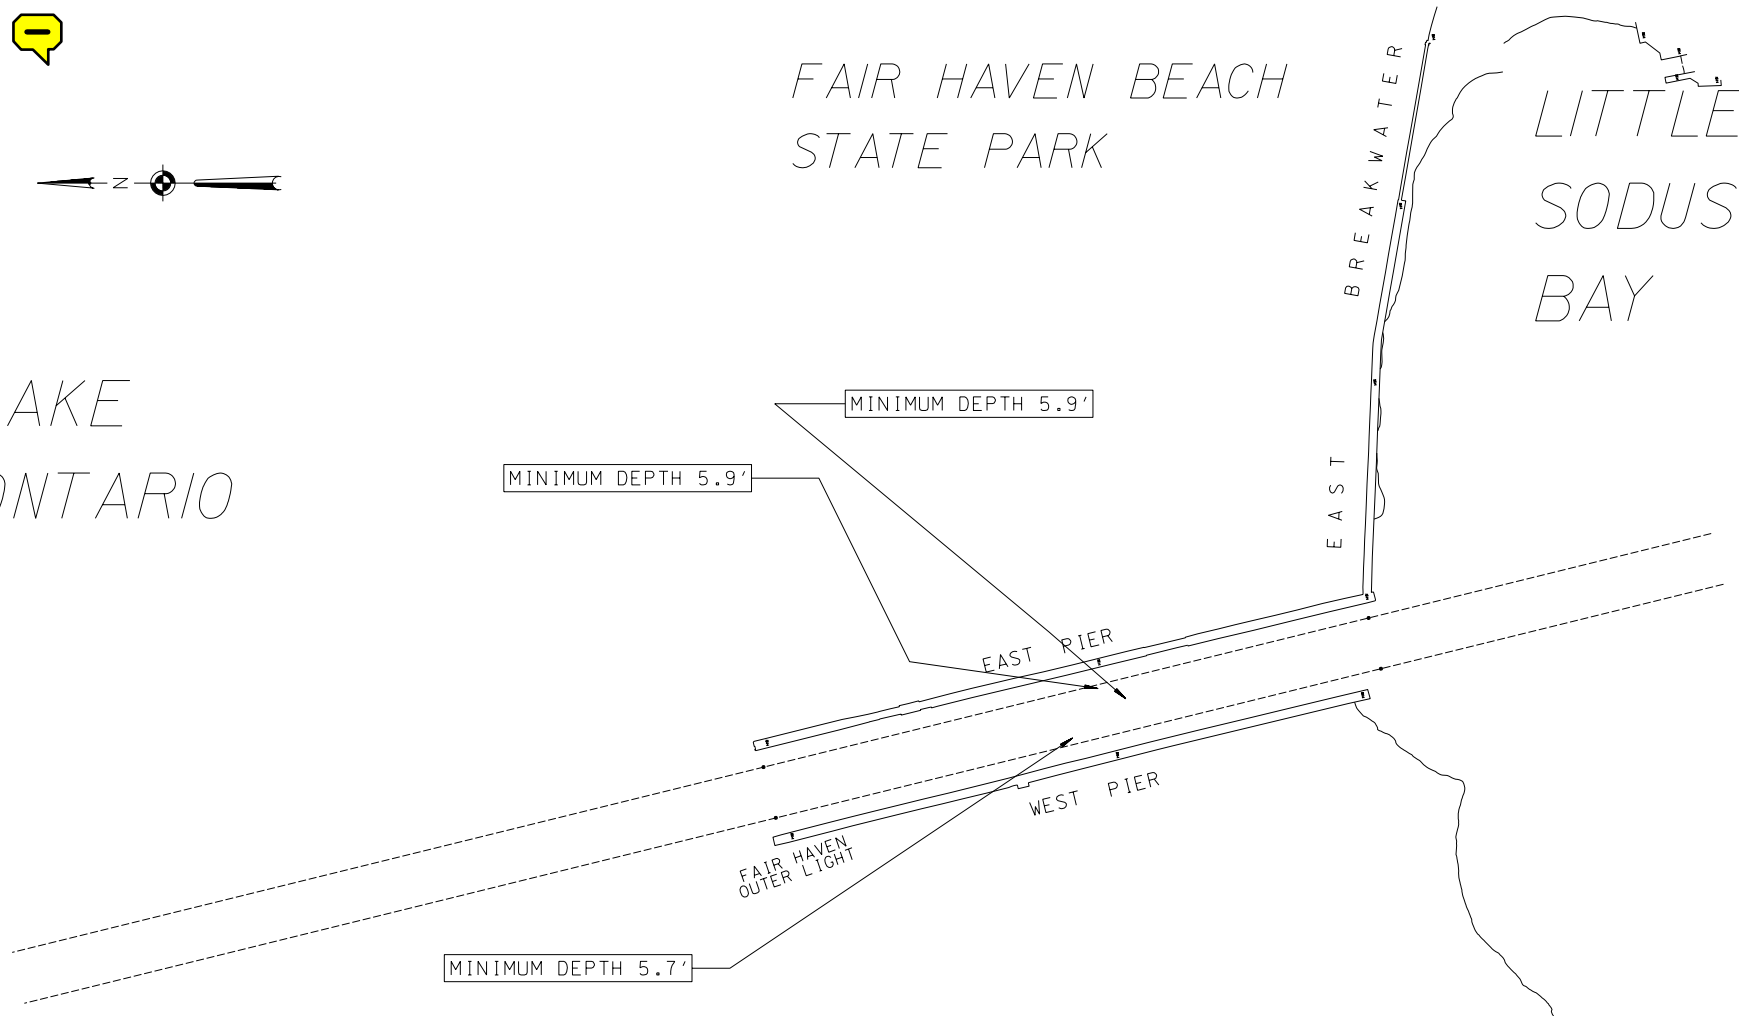 FAIR HAVEN BEACH
STATE PARK
EAST BREAKWATER
LITTLE
SODUS
BAY
N
AKE
ONTARIO
MINIMUM DEPTH 5.9'
MINIMUM DEPTH 5.9'
EAST PIER
WEST PIER
FAIR HAVEN
OUTER LIGHT
MINIMUM DEPTH 5.7'